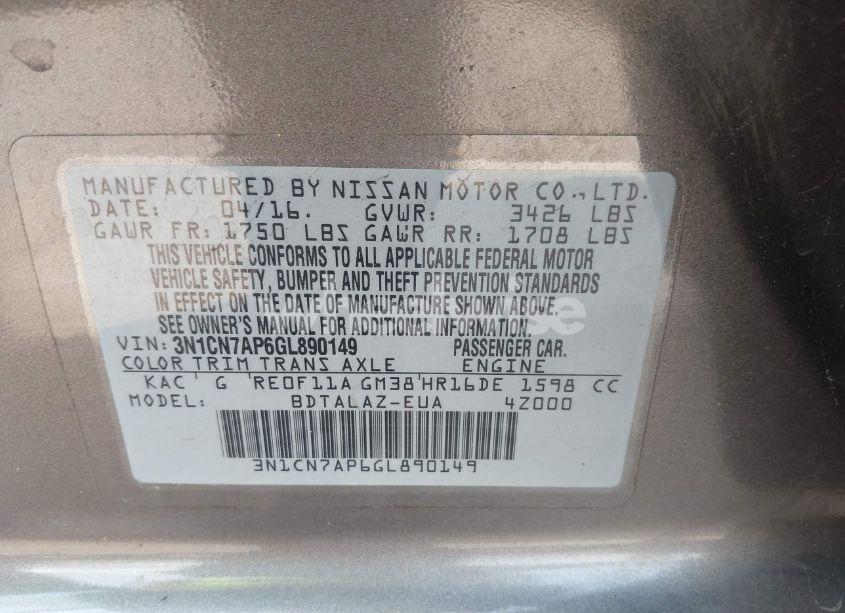 MANUFACTURED BY NISSAN MOTOR CO.,LTD.
DATE: 04/16. GVWR: 3426 LBS
GAWR FR: 1750 LBS GAWR RR: 1708 LBS
THIS VEHICLE CONFORMS TO ALL APPLICABLE FEDERAL MOTOR
VEHICLE SAFETY, BUMPER AND THEFT PREVENTION STANDARDS
IN EFFECT ON THE DATE OF MANUFACTURE SHOWN ABOVE.
SEE OWNER'S MANUAL FOR ADDITIONAL INFORMATION.
VIN: 3N1CN7AP6GL890149 PASSENGER CAR.
COLOR TRIM TRANS AXLE ENGINE
KAC G RE0F11A GM38 HR16DE 1598 CC
MODEL: BDTALAZ-EUA 4Z000
3N1CN7AP6GL890149